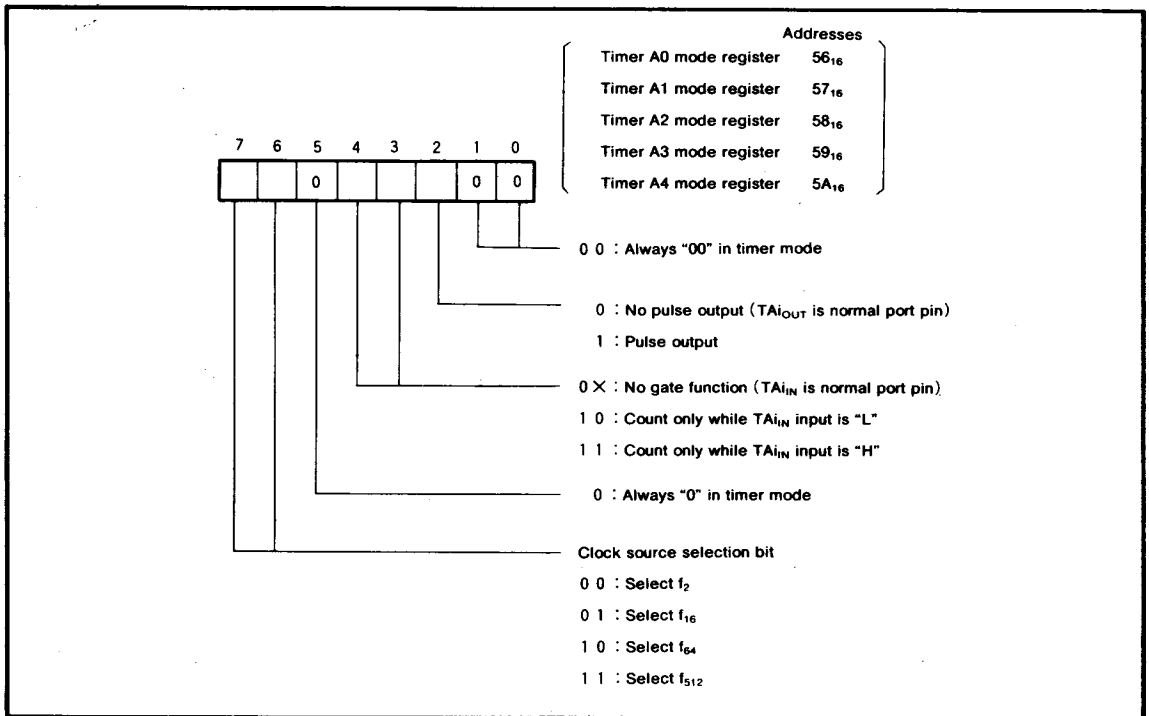 Addresses
Timer A0 mode register 56₁₆
Timer A1 mode register 57₁₆
Timer A2 mode register 58₁₆
Timer A3 mode register 59₁₆
Timer A4 mode register 5A₁₆
7 6 5 4 3 2 1 0
0 0 0
0 0 : Always "00" in timer mode
0 : No pulse output (TAiOUT is normal port pin)
1 : Pulse output
0 × : No gate function (TAiIN is normal port pin)
1 0 : Count only while TAiIN input is "L"
1 1 : Count only while TAiIN input is "H"
0 : Always "0" in timer mode
Clock source selection bit
0 0 : Select f₂
0 1 : Select f₁₆
1 0 : Select f₆₄
1 1 : Select f₅₁₂